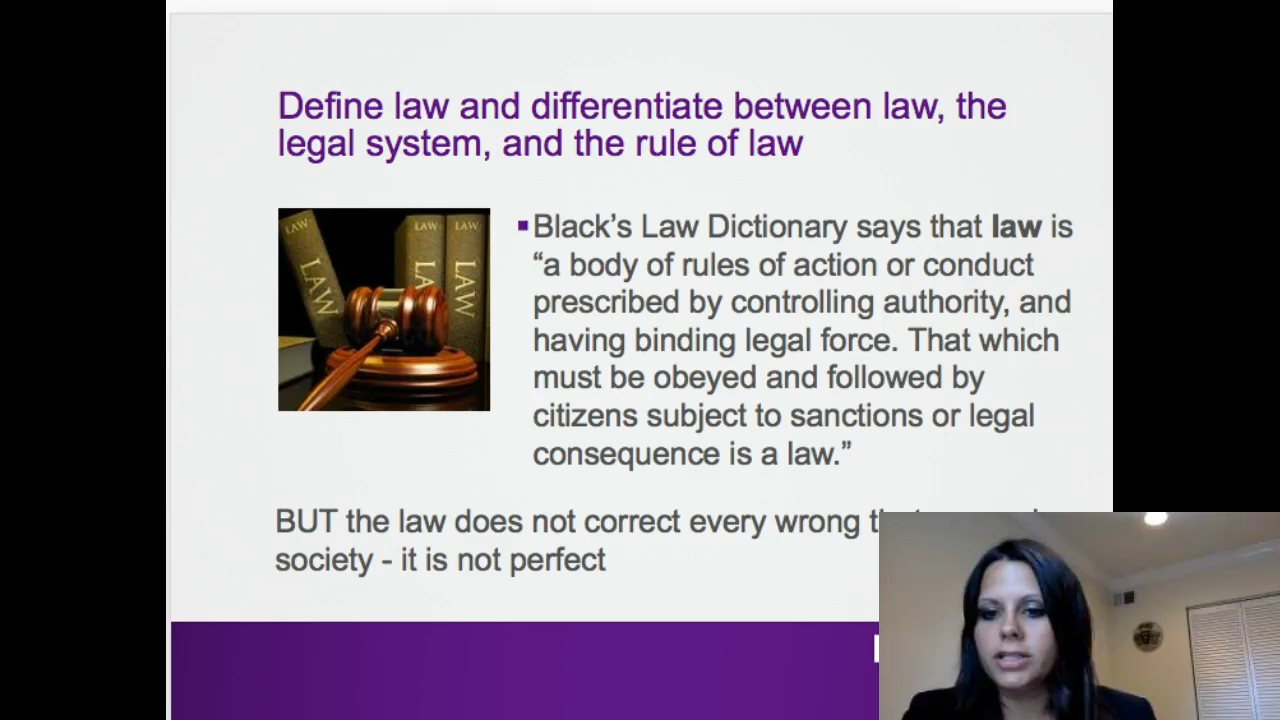 Define law and differentiate between law, the
legal system, and the rule of law
LAW
LAW
LAW
LAW
LA
LAW
▪Black’s Law Dictionary says that law is
“a body of rules of action or conduct
prescribed by controlling authority, and
having binding legal force. That which
must be obeyed and followed by
citizens subject to sanctions or legal
consequence is a law.”
BUT the law does not correct every wrong
society - it is not perfect